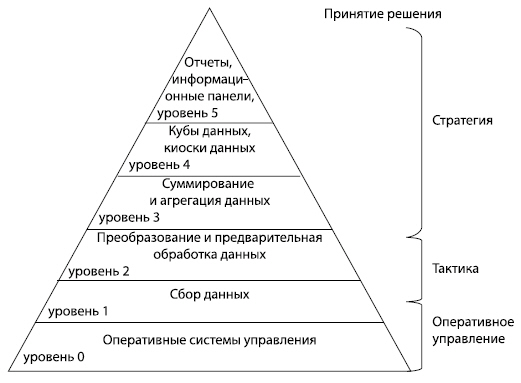 Принятие решения
Отчеты,
информаци-
онные панели,
уровень 5
Кубы данных,
киоски данных
уровень 4
Суммирование
и агрегация данных
уровень 3
Преобразование и предварительная
обработка данных
уровень 2
Сбор данных
уровень 1
Оперативные системы управления
уровень 0
Стратегия
Тактика
Оперативное
управление